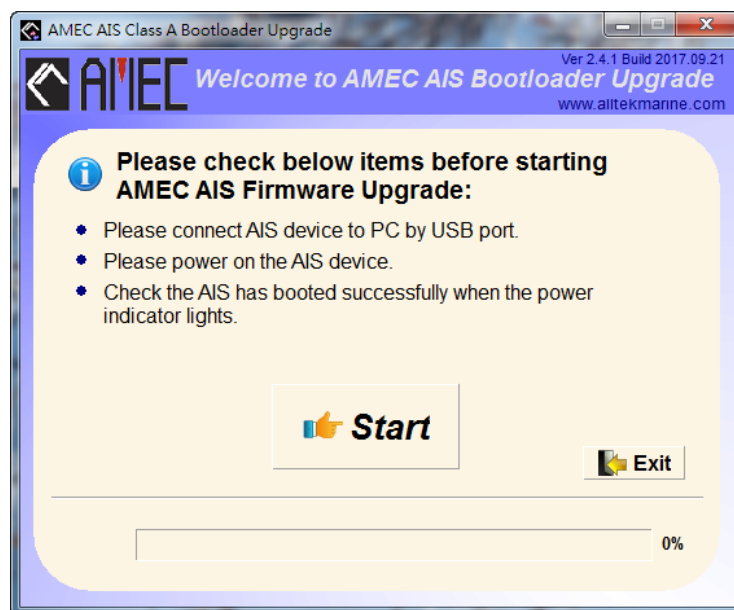 AMEC AIS Class A Bootloader Upgrade
Ver 2.4.1 Build 2017.09.21
AMEC Welcome to AMEC AIS Bootloader Upgrade
www.alltekmarine.com
Please check below items before starting
AMEC AIS Firmware Upgrade:
Please connect AIS device to PC by USB port.
Please power on the AIS device.
Check the AIS has booted successfully when the power
indicator lights.
Start
Exit
0%